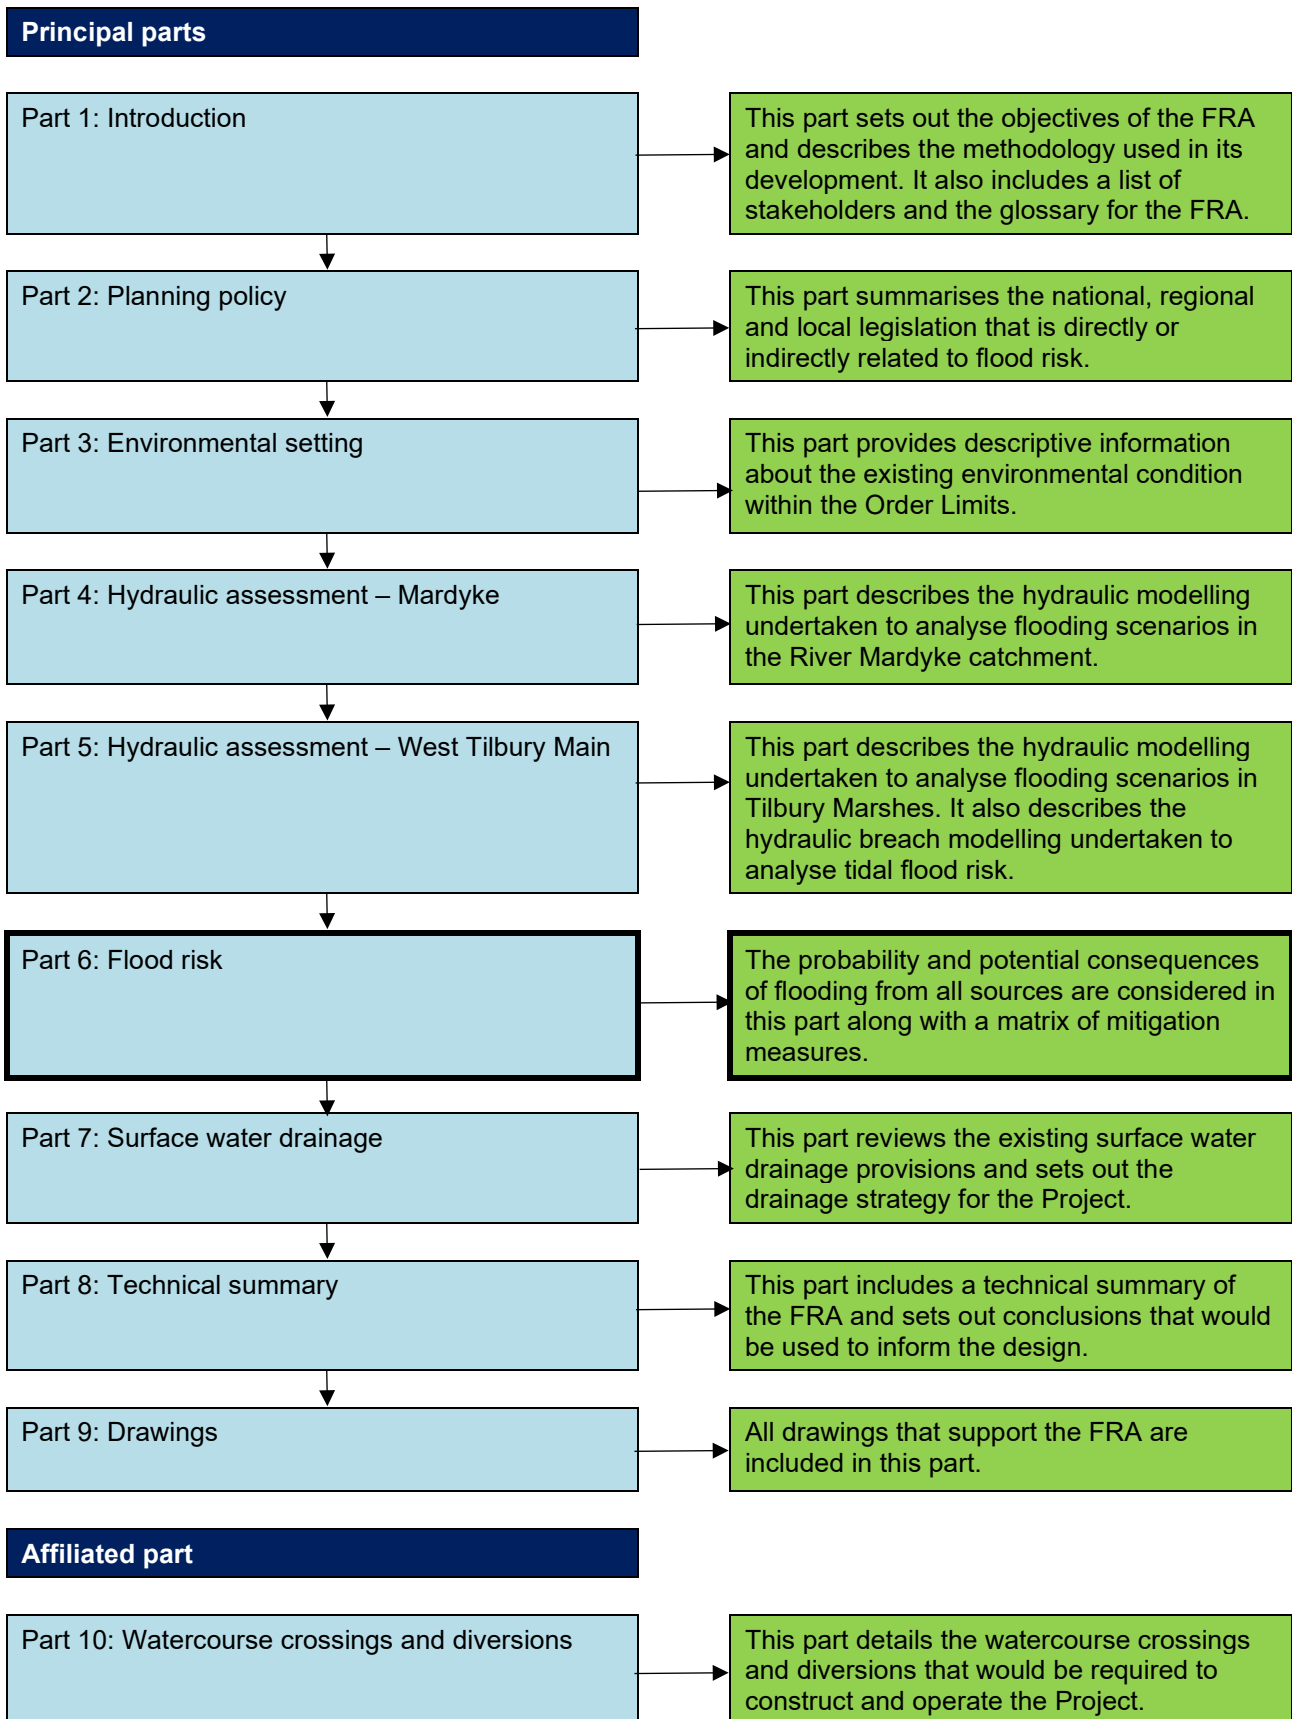 Principal parts
Part 1: Introduction
This part sets out the objectives of the FRA
and describes the methodology used in its
development. It also includes a list of
stakeholders and the glossary for the FRA.
Part 2: Planning policy
This part summarises the national, regional
and local legislation that is directly or
indirectly related to flood risk.
Part 3: Environmental setting
This part provides descriptive information
about the existing environmental condition
within the Order Limits.
Part 4: Hydraulic assessment – Mardyke
This part describes the hydraulic modelling
undertaken to analyse flooding scenarios in
the River Mardyke catchment.
Part 5: Hydraulic assessment – West Tilbury Main
This part describes the hydraulic modelling
undertaken to analyse flooding scenarios in
Tilbury Marshes. It also describes the
hydraulic breach modelling undertaken to
analyse tidal flood risk.
Part 6: Flood risk
The probability and potential consequences
of flooding from all sources are considered in
this part along with a matrix of mitigation
measures.
Part 7: Surface water drainage
This part reviews the existing surface water
drainage provisions and sets out the
drainage strategy for the Project.
Part 8: Technical summary
This part includes a technical summary of
the FRA and sets out conclusions that would
be used to inform the design.
Part 9: Drawings
All drawings that support the FRA are
included in this part.
Affiliated part
Part 10: Watercourse crossings and diversions
This part details the watercourse crossings
and diversions that would be required to
construct and operate the Project.